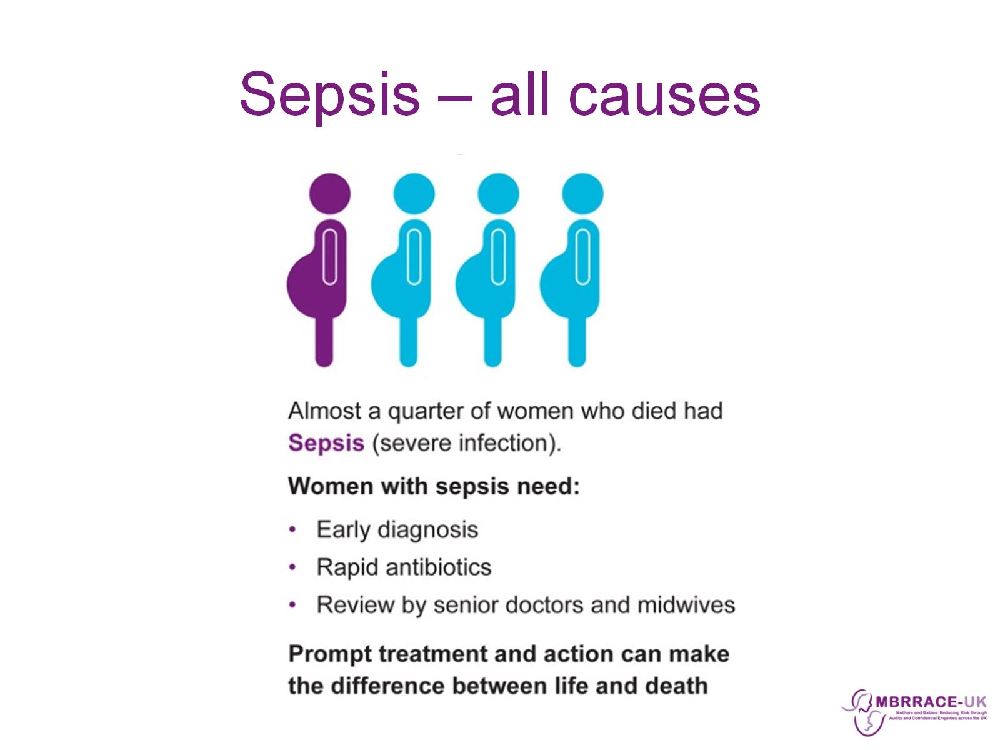 Sepsis – all causes
Almost a quarter of women who died had
Sepsis (severe infection).
Women with sepsis need:
• Early diagnosis
• Rapid antibiotics
• Review by senior doctors and midwives
Prompt treatment and action can make
the difference between life and death
MBRRACE-UK
Mothers and Babies: Reducing Risk through
Audits and Confidential Enquiries across the UK